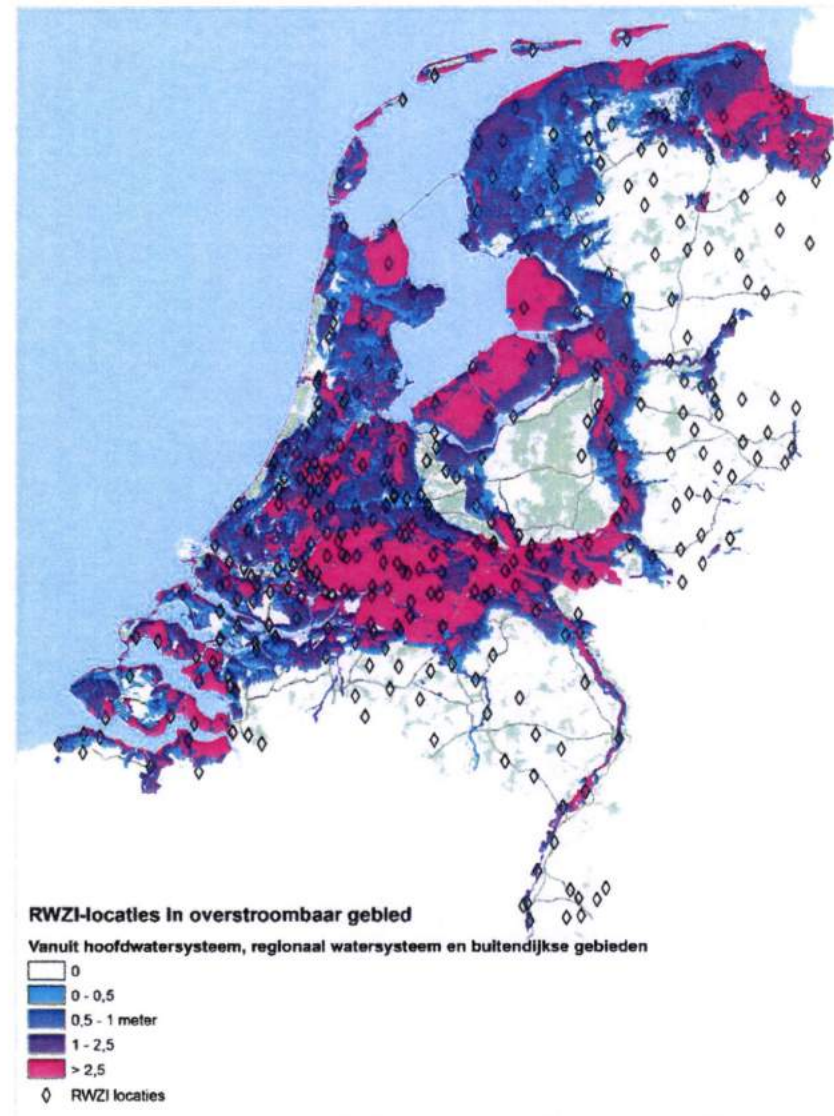 RWZI-locaties in overstroombaar gebied
Vanuit hoofdwatersysteem, regionaal watersysteem en buitendijkse gebieden
0
0 - 0,5
0,5 - 1 meter
1 - 2,5
> 2,5
RWZI locaties